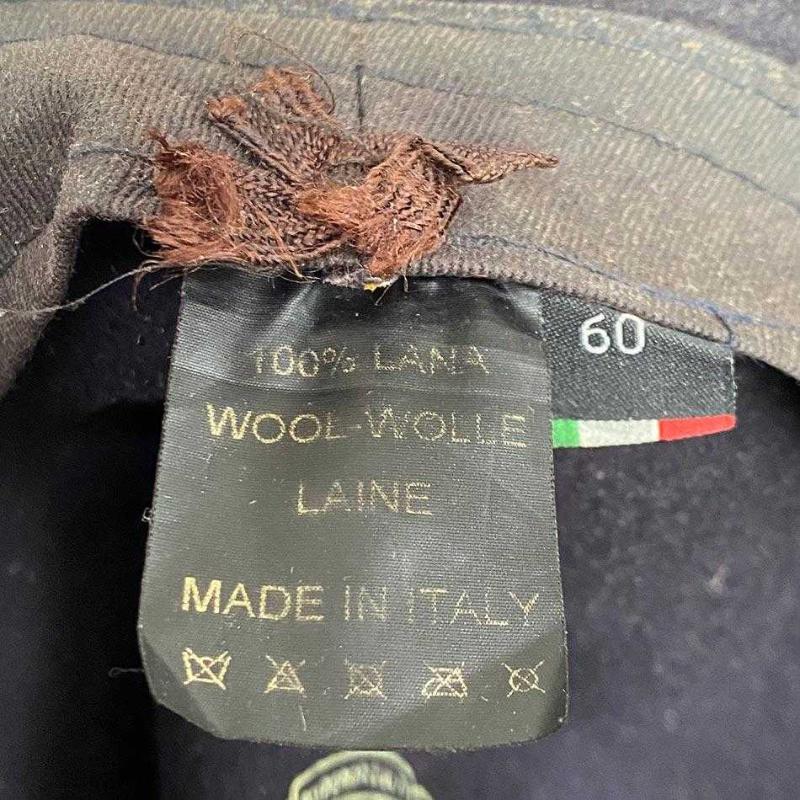 100% LANA
WOOL-WOLLE
LAINE
MADE IN ITALY
60